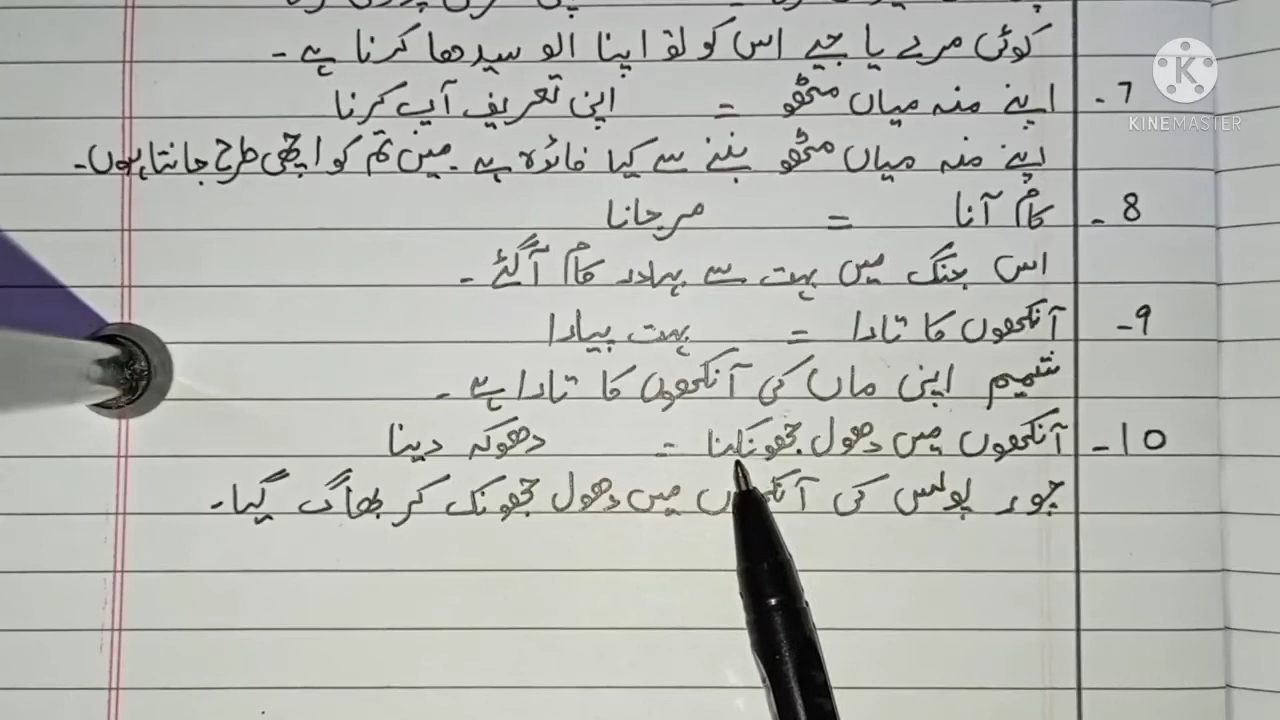 کوئی مرے یا جیے اس کو تو اپنا الو سیدھا کرنا ہے۔
7- اپنے منہ میاں مٹھو = اپنی تعریف آپ کرنا
اپنے منہ میاں مٹھو بننے سے کیا فائدہ ہے۔ میں تم کو اچھی طرح جانتا ہوں۔
8- کام آنا = مر جانا
اس جنگ میں بہت سے بہادر کام آگئے۔
9- آنکھوں کا تارا = بہت پیارا
شمیم اپنی ماں کی آنکھوں کا تارا ہے۔
10- آنکھوں میں دھول جھونکنا = دھوکہ دینا
چور پولس کی آنکھوں میں دھول جھونک کر بھاگ گیا۔
K
KINEMASTER